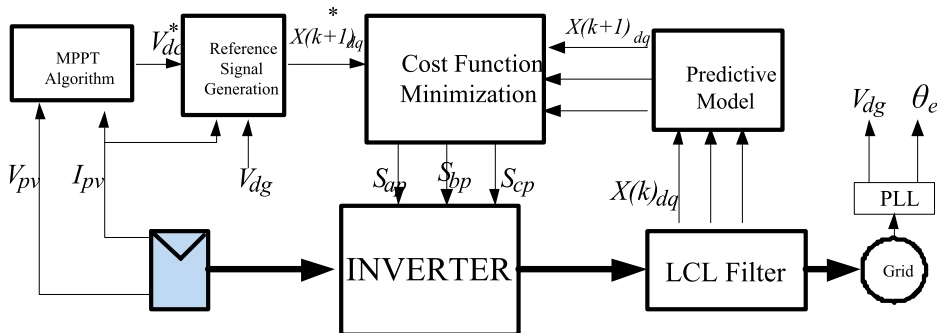 MPPT
Algorithm
V*dc
Reference
Signal
Generation
X(k+1)*dq
Cost Function
Minimization
X(k+1)dq
Predictive
Model
Vdg
θe
Vpv
Ipv
Vdg
Sap
Sbp
Scp
X(k)dq
PLL
INVERTER
LCL Filter
Grid